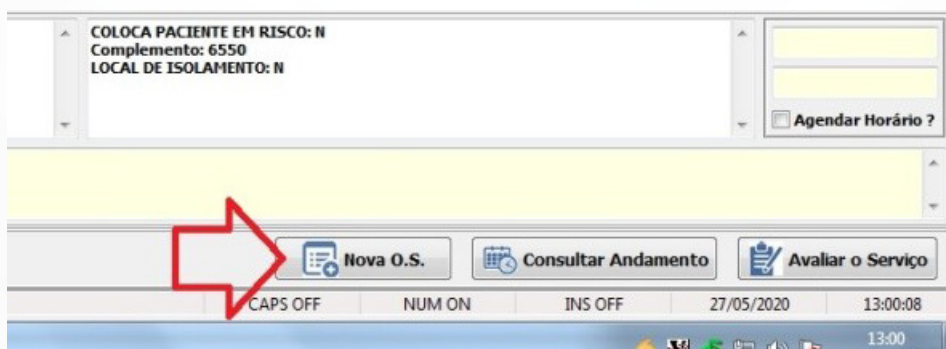 COLOCA PACIENTE EM RISCO: N
Complemento: 6550
LOCAL DE ISOLAMENTO: N
Agendar Horário ?
Nova O.S.
Consultar Andamento
Avaliar o Serviço
CAPS OFF
NUM ON
INS OFF
27/05/2020
13:00:08
13:00